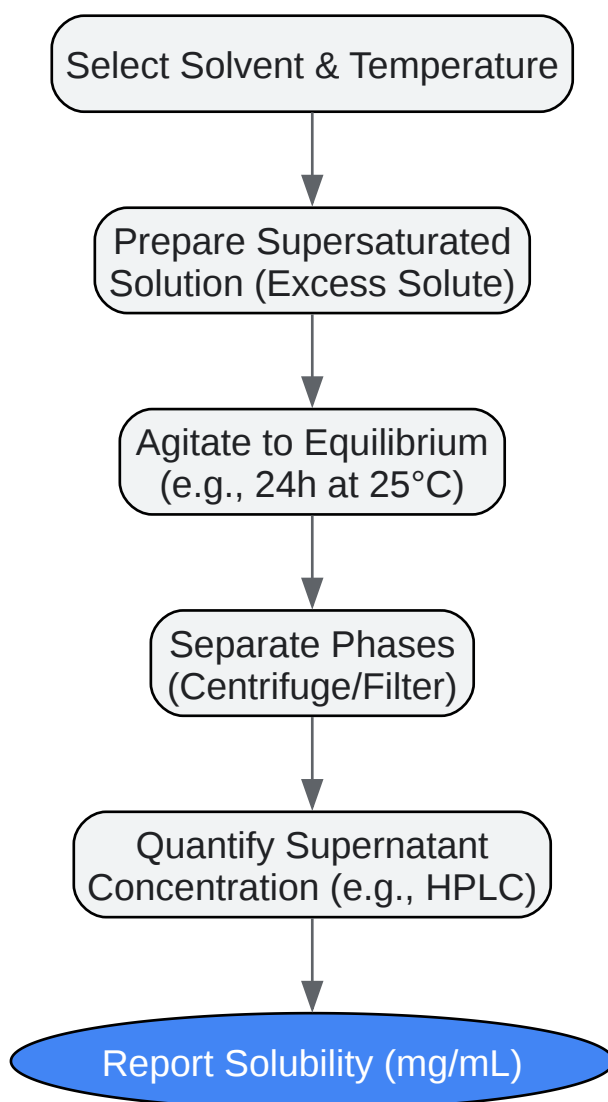 Select Solvent & Temperature
Prepare Supersaturated
Solution (Excess Solute)
Agitate to Equilibrium
(e.g., 24h at 25°C)
Separate Phases
(Centrifuge/Filter)
Quantify Supernatant
Concentration (e.g., HPLC)
Report Solubility (mg/mL)